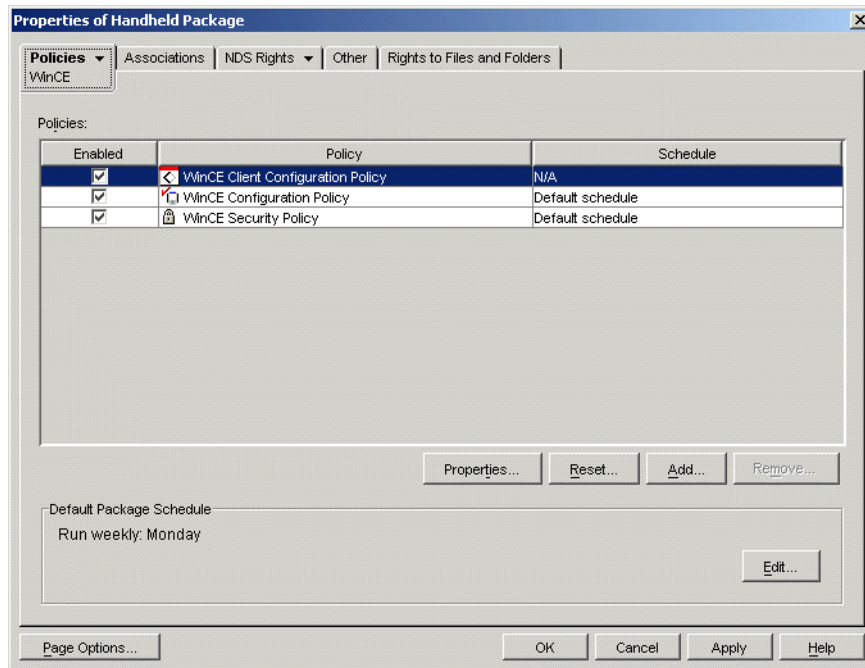 Properties of Handheld Package
Policies Associations NDS Rights Other Rights to Files and Folders
WinCE
Policies:
Enabled Policy Schedule
WinCE Client Configuration Policy N/A
WinCE Configuration Policy Default schedule
WinCE Security Policy Default schedule
Properties... Reset... Add... Remove...
Default Package Schedule
Run weekly: Monday
Edit...
Page Options... OK Cancel Apply Help